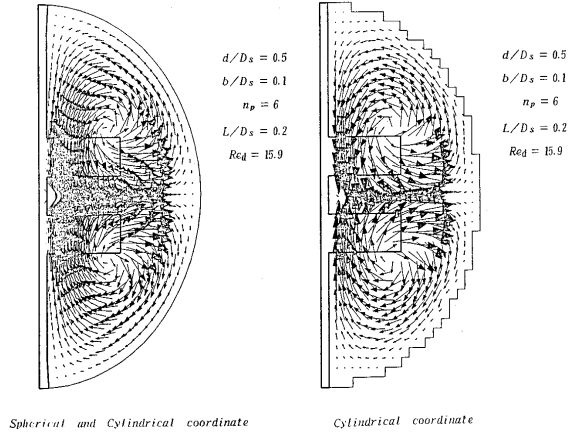 d/Ds = 0.5
b/Ds = 0.1
np = 6
L/Ds = 0.2
Red = 15.9
d/Ds = 0.5
b/Ds = 0.1
np = 6
L/Ds = 0.2
Red = 15.9
Spherical and Cylindrical coordinate
Cylindrical coordinate